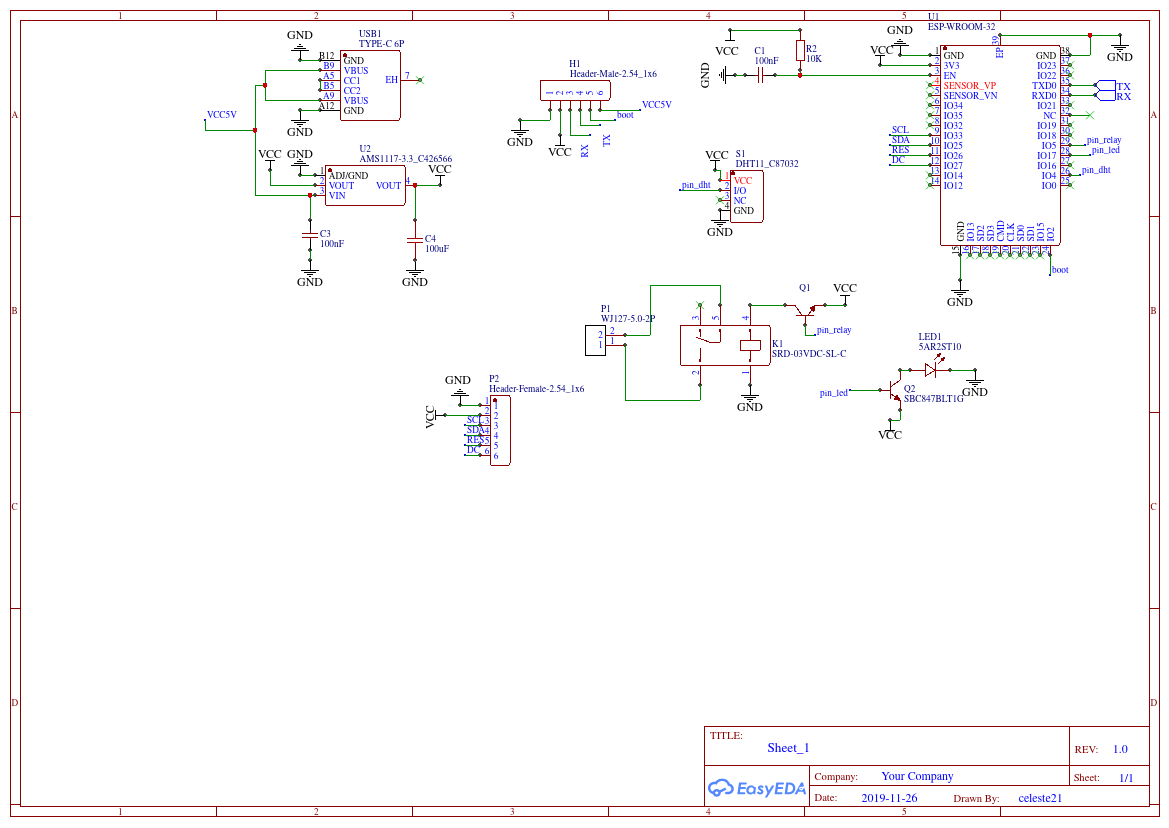 1 2 3 4 5
A B C D
A B C D
1 2 3 4 5
USB1
TYPE-C 6P
GND
B12 GND
B9 VBUS
A5 CC1
B5 CC2
A9 VBUS
A12 GND
EH 7
GND
VCC5V
U2
AMS1117-3.3_C426566
VCC GND
1 ADJ/GND
2 VOUT
3 VIN
VOUT 4
VCC
C3
100nF
GND
C4
100uF
GND
H1
Header-Male-2.54_1x6
1 2 3 4 5 6
VCC5V
boot
GND
VCC
RX
TX
VCC
R2
10K
C1
100nF
GND
S1
DHT11_C87032
VCC
1 VCC
2 I/O
3 NC
4 GND
pin_dht
GND
U1
ESP-WROOM-32
GND
VCC
39
EP
GND
1 GND
2 3V3
3 EN
4 SENSOR_VP
5 SENSOR_VN
6 IO34
7 IO35
8 IO32
9 IO33
10 IO25
11 IO26
12 IO27
13 IO14
14 IO12
SCL
SDA
RES
DC
GND 38
IO23 37
IO22 36
TXD0 35
RXD0 34
IO21 33
NC 32
IO19 31
IO18 30
IO5 29
IO17 28
IO16 27
IO4 26
IO0 25
TX
RX
pin_relay
pin_led
pin_dht
GND IO13 SD2 SD3 CMD CLK SD0 SD1 IO15 IO2
15 16 17 18 19 20 21 22 23 24
boot
GND
P1
WJ127-5.0-2P
2 2
1 1
3 5 4
2 1
K1
SRD-03VDC-SL-C
GND
Q1
VCC
pin_relay
LED1
5AR2ST10
GND
pin_led
Q2
SBC847BLT1G
VCC
P2
Header-Female-2.54_1x6
GND
VCC
1 1
2 2
SCL 3 3
SDA 4 4
RES 5 5
DC 6 6
TITLE:
Sheet_1
REV: 1.0
EasyEDA
Company: Your Company
Sheet: 1/1
Date: 2019-11-26
Drawn By: celeste21